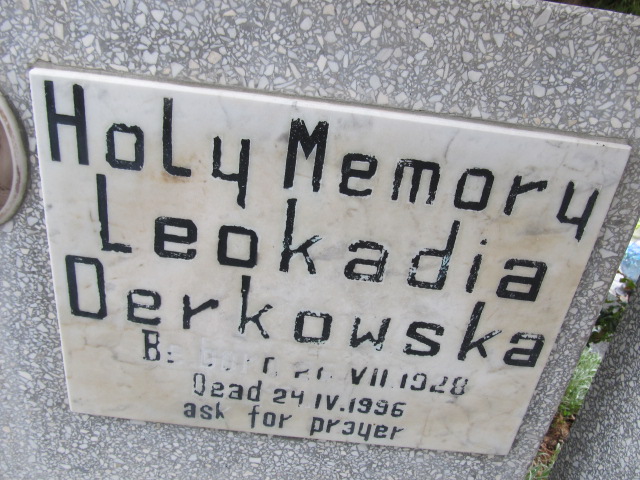 Holy Memory
Leokadia
Derkowska
VII.1928
Dead 24 IV.1996
ask for prayer